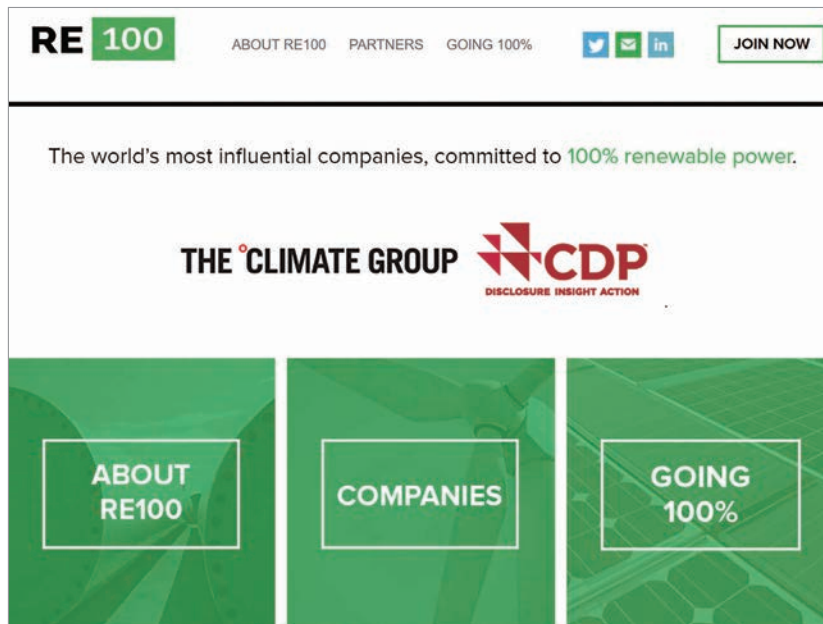 RE 100
ABOUT RE100 PARTNERS GOING 100%
JOIN NOW
The world's most influential companies, committed to 100% renewable power.
THE °CLIMATE GROUP
CDP
DISCLOSURE INSIGHT ACTION
ABOUT
RE100
COMPANIES
GOING
100%